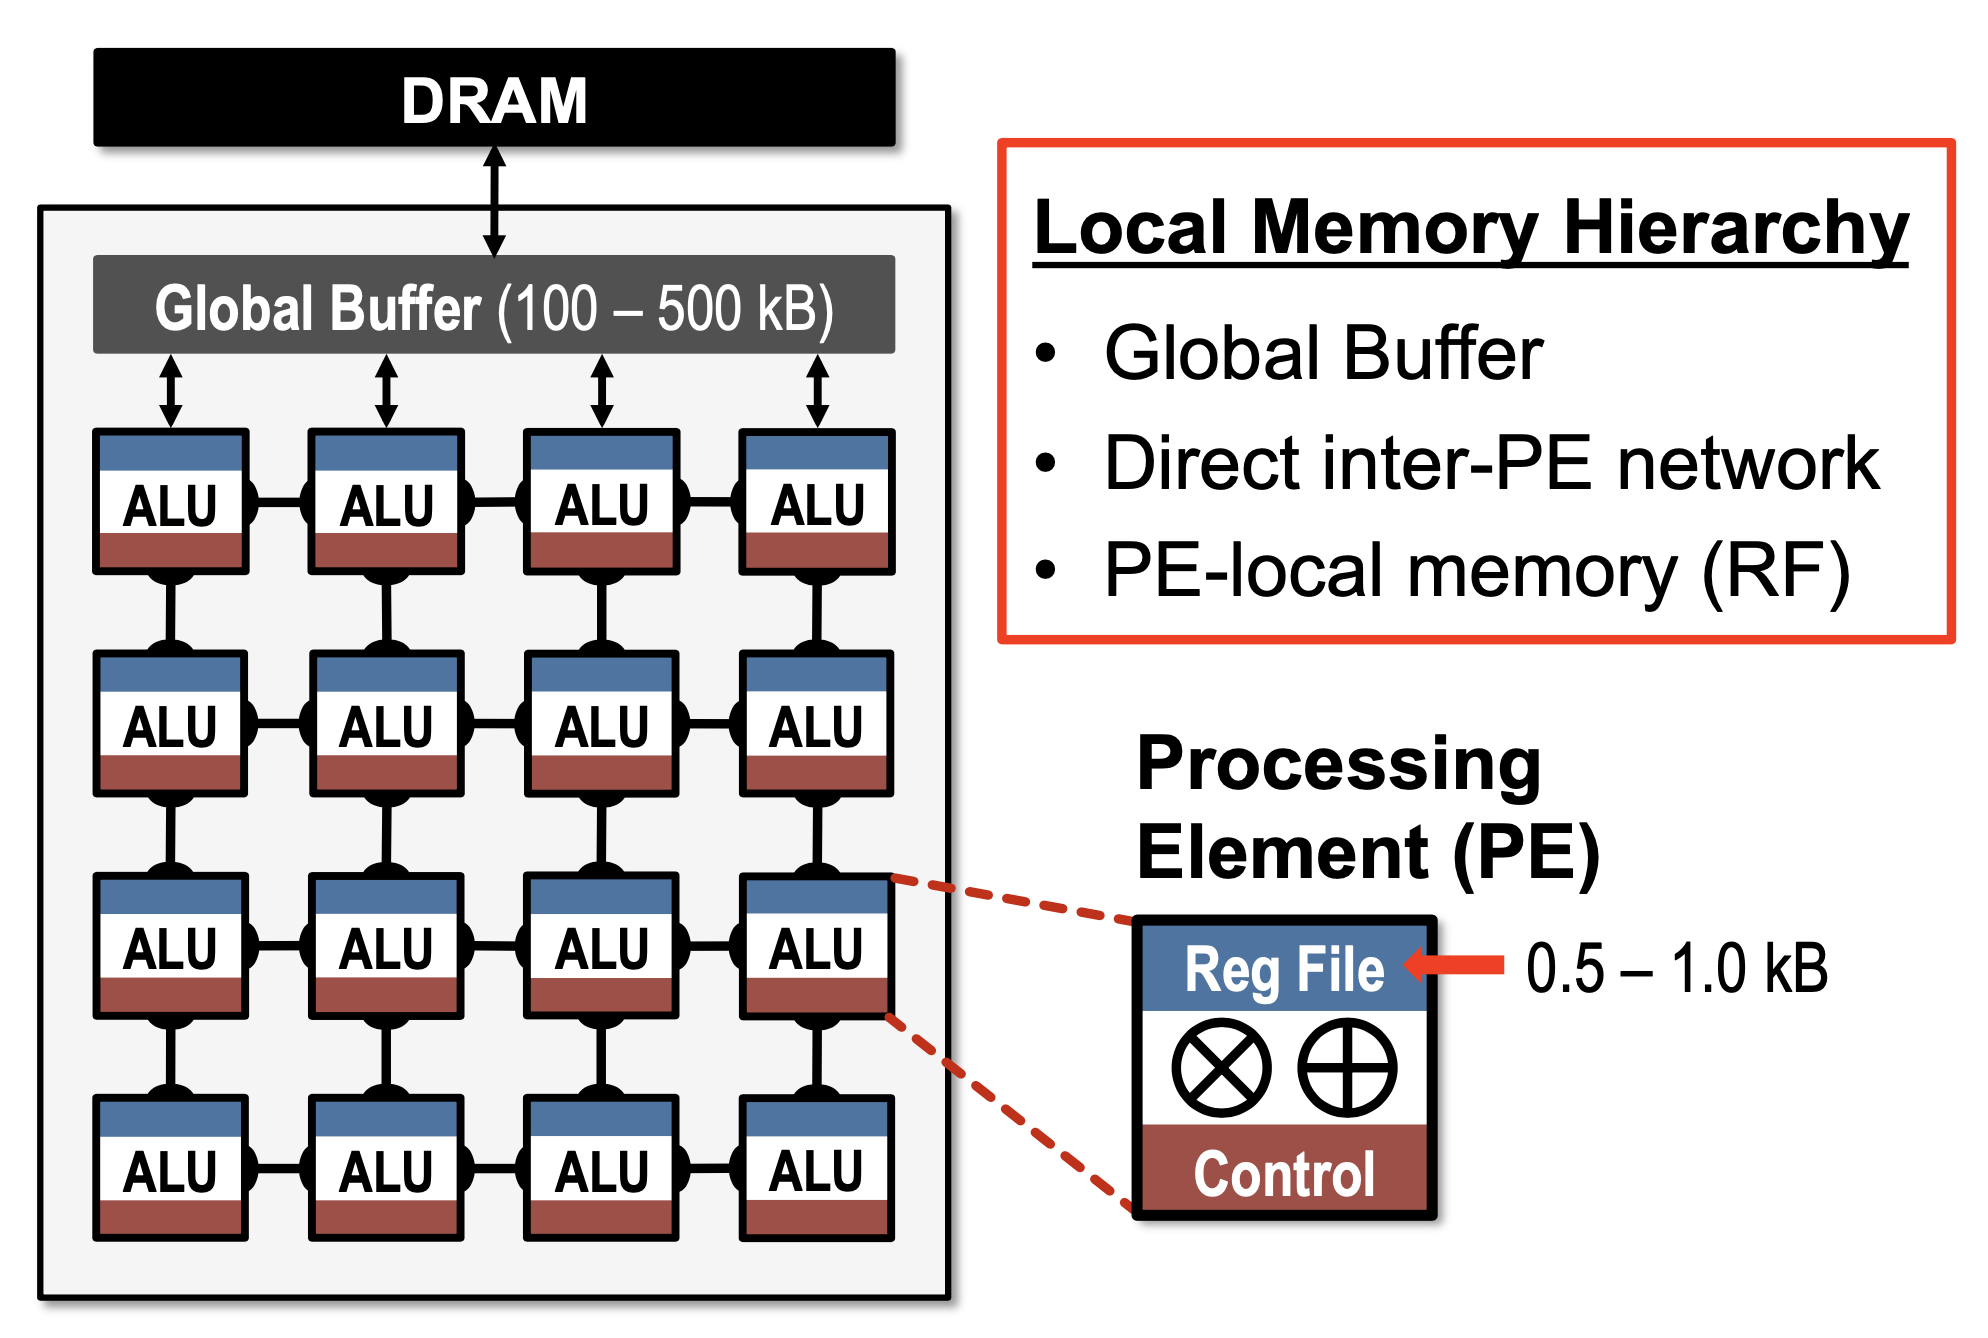 DRAM
Global Buffer (100 – 500 kB)
ALU ALU ALU ALU
ALU ALU ALU ALU
ALU ALU ALU ALU
ALU ALU ALU ALU
Local Memory Hierarchy
• Global Buffer
• Direct inter-PE network
• PE-local memory (RF)
Processing
Element (PE)
Reg File
0.5 – 1.0 kB
Control